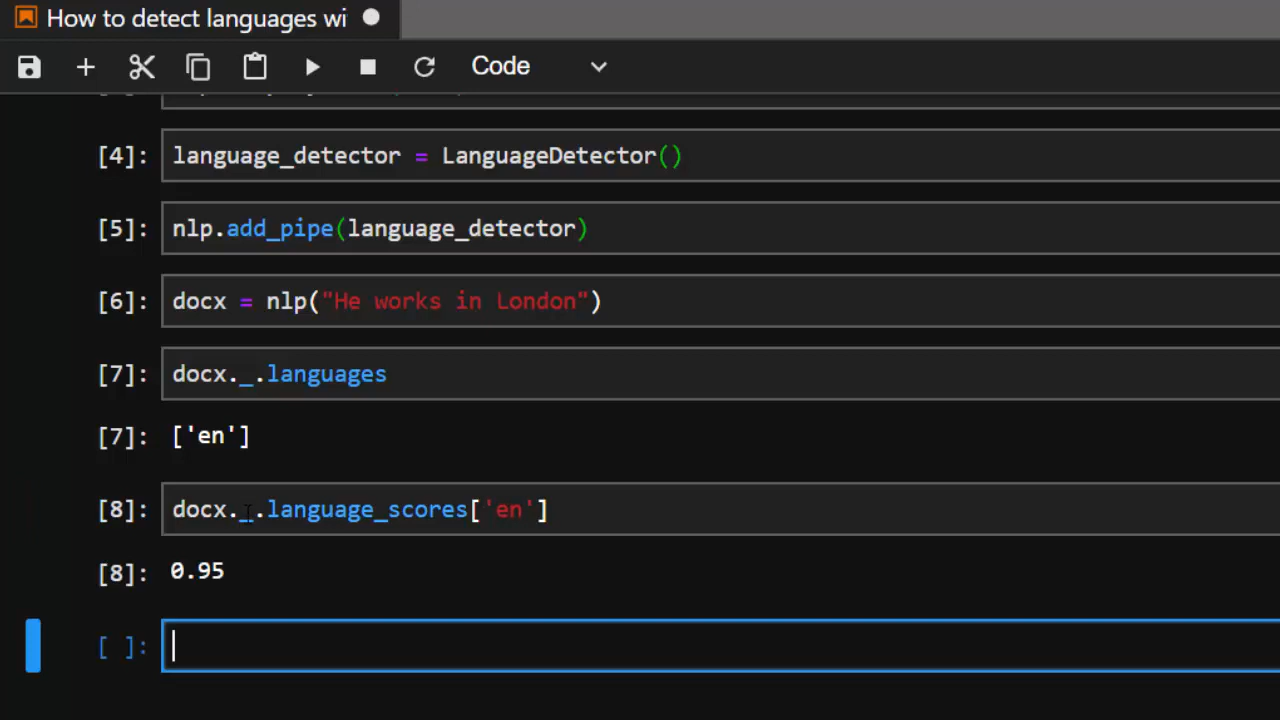 How to detect languages wi
Code
[4]: language_detector = LanguageDetector()
[5]: nlp.add_pipe(language_detector)
[6]: docx = nlp("He works in London")
[7]: docx._.languages
[7]: ['en']
[8]: docx._.language_scores['en']
[8]: 0.95
[ ]: